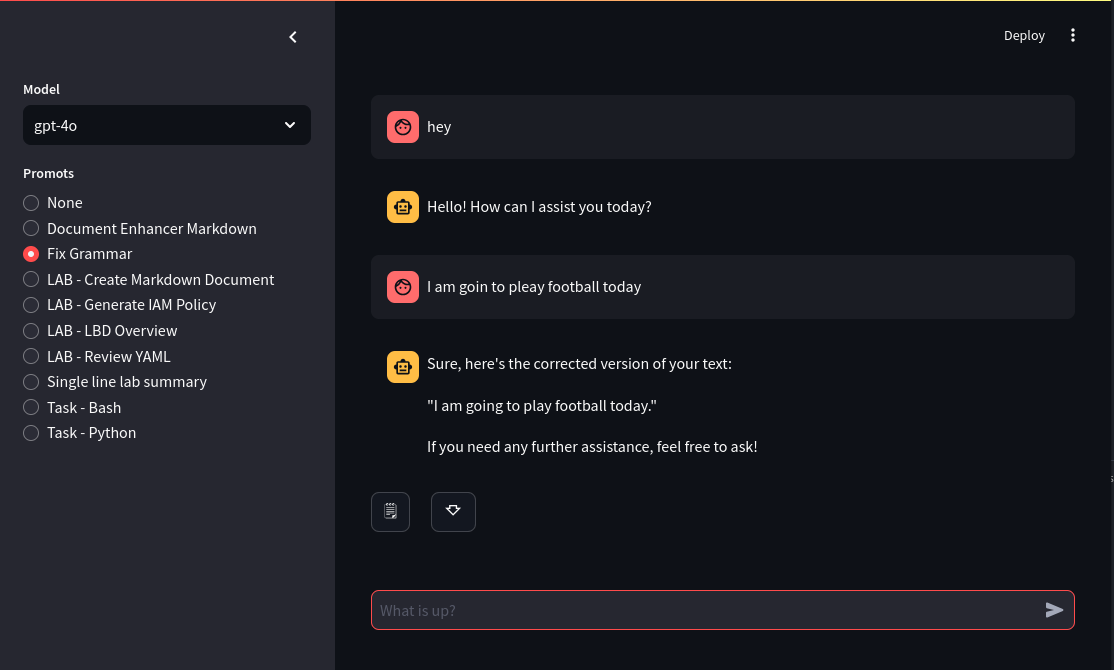 Deploy
Model
gpt-4o
Promots
None
Document Enhancer Markdown
Fix Grammar
LAB - Create Markdown Document
LAB - Generate IAM Policy
LAB - LBD Overview
LAB - Review YAML
Single line lab summary
Task - Bash
Task - Python
hey
Hello! How can I assist you today?
I am goin to pleay football today
Sure, here's the corrected version of your text:
"I am going to play football today."
If you need any further assistance, feel free to ask!
What is up?